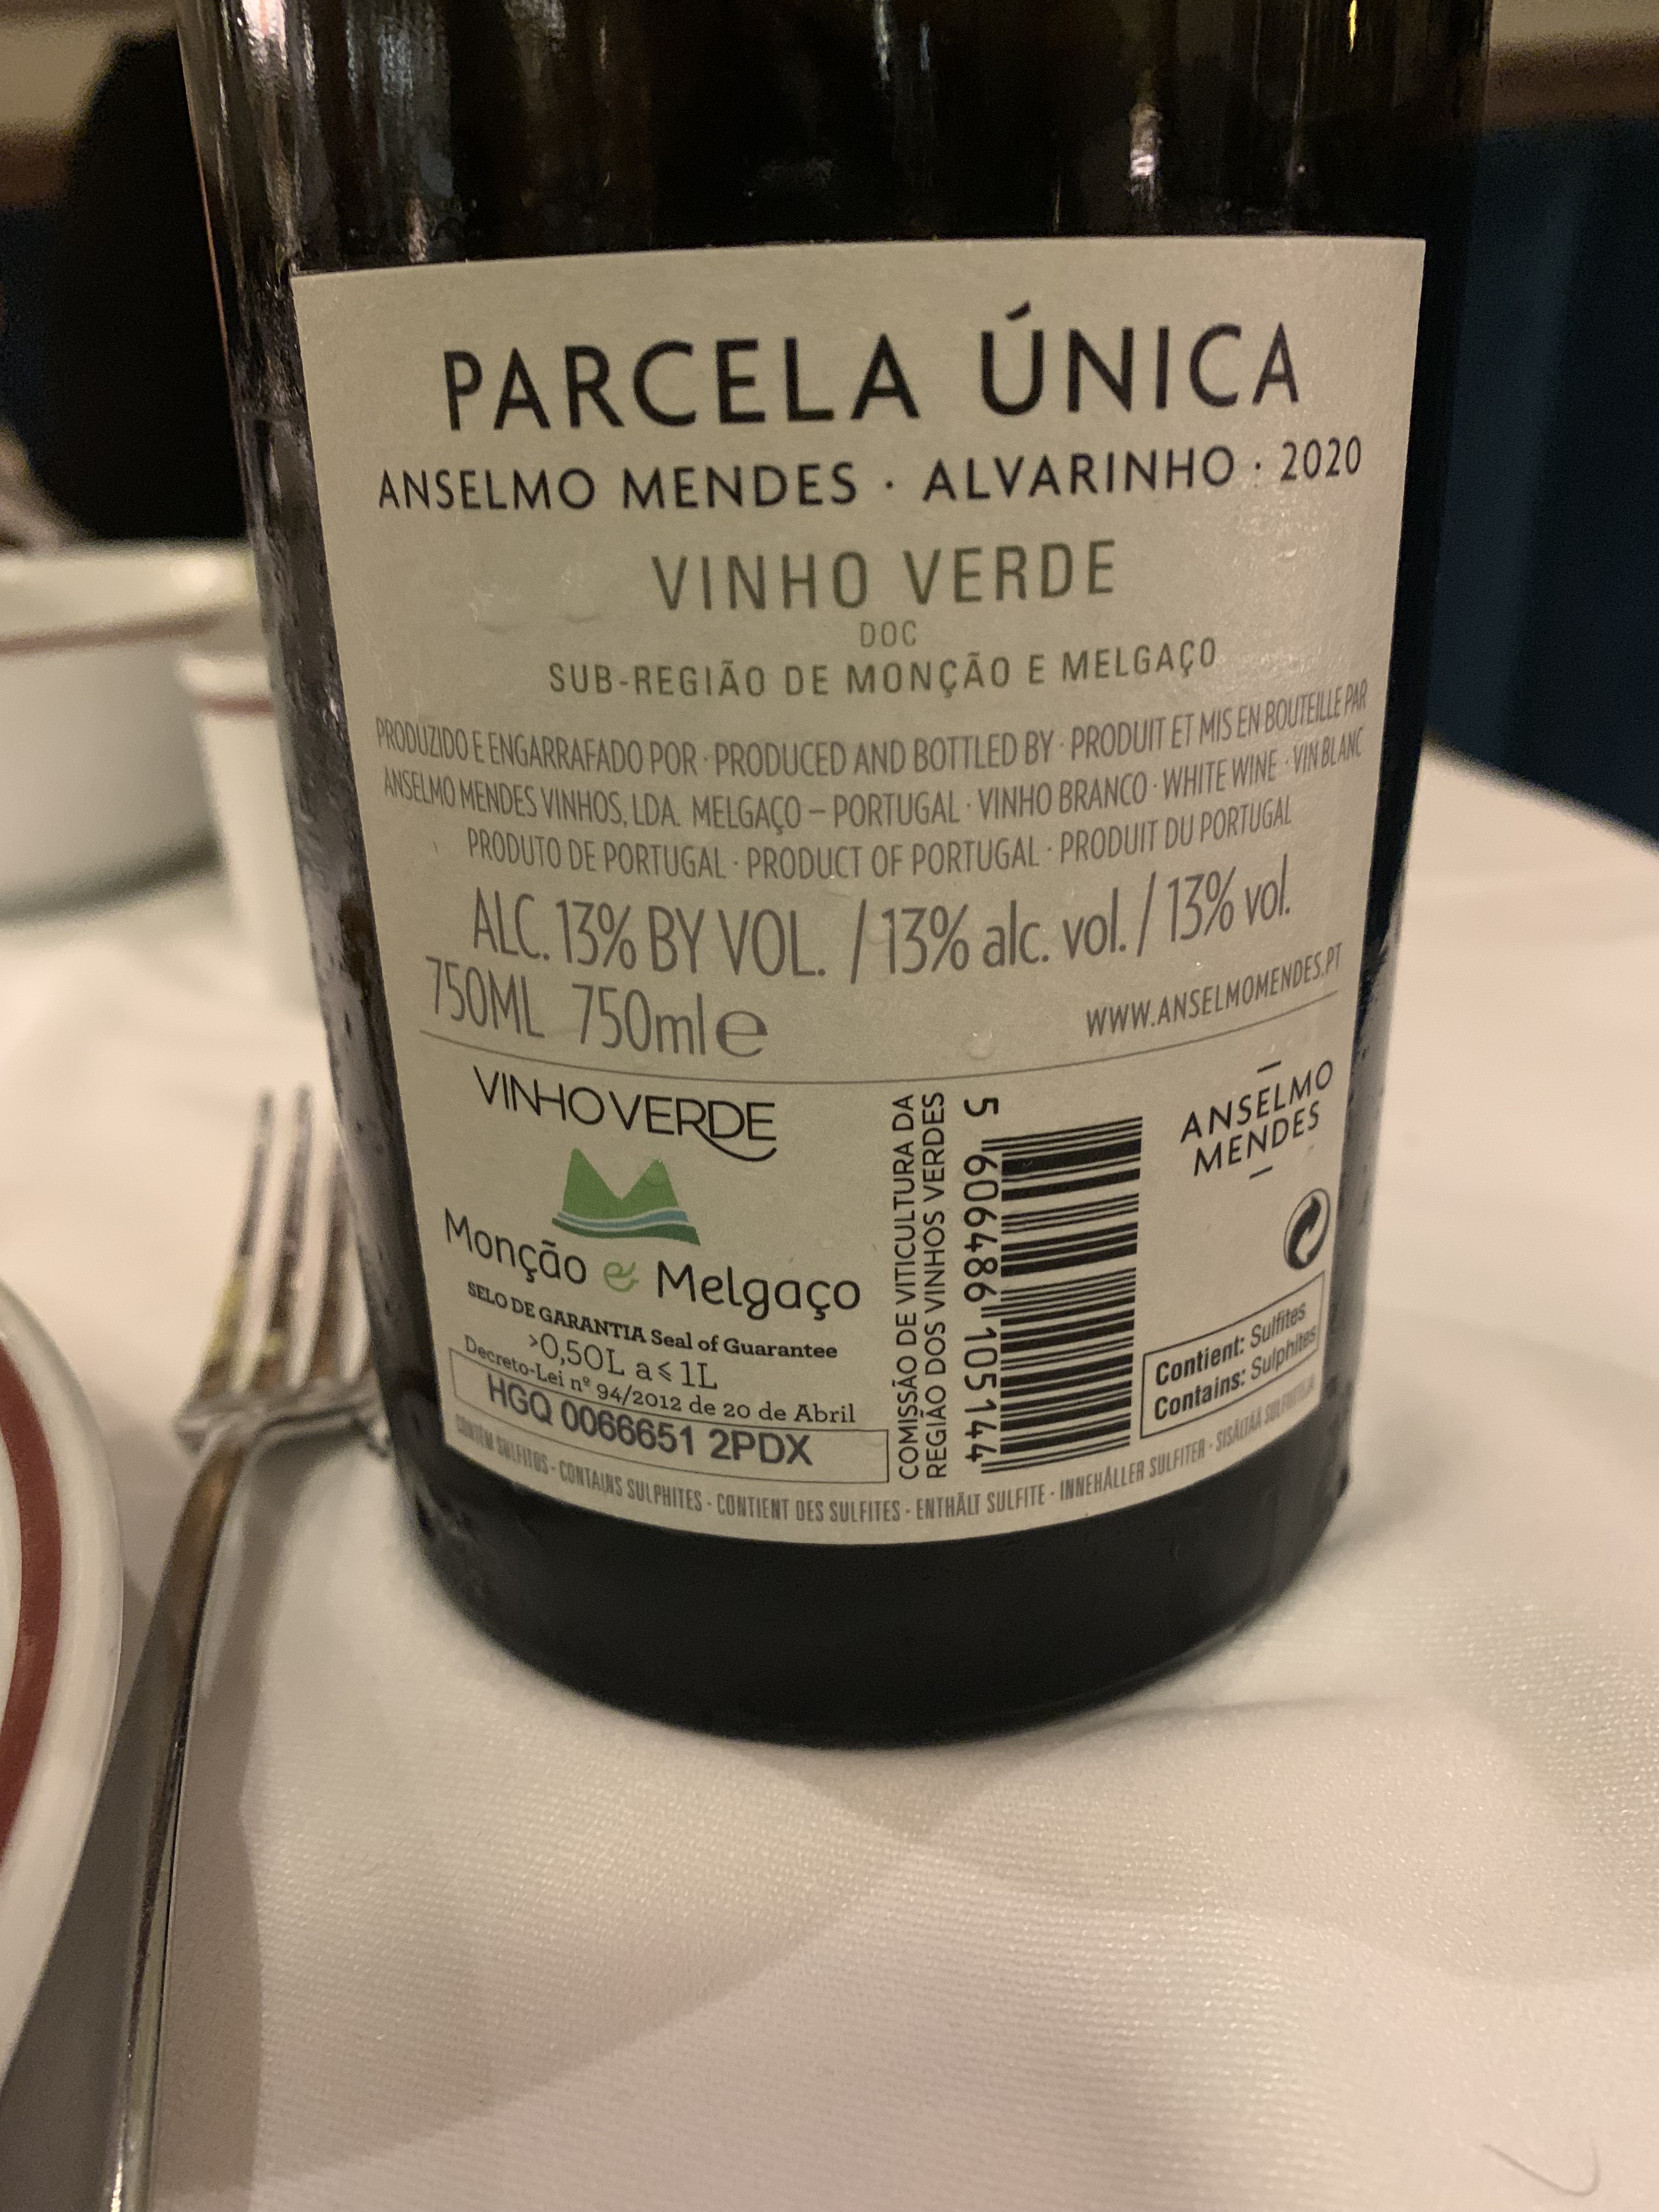 PARCELA ÚNICA
ANSELMO MENDES · ALVARINHO · 2020
VINHO VERDE
DOC
SUB-REGIÃO DE MONÇÃO E MELGAÇO
PRODUZIDO E ENGARRAFADO POR · PRODUCED AND BOTTLED BY · PRODUIT ET MIS EN BOUTEILLE PAR
ANSELMO MENDES VINHOS, LDA. MELGAÇO – PORTUGAL · VINHO BRANCO · WHITE WINE · VIN BLANC
PRODUTO DE PORTUGAL · PRODUCT OF PORTUGAL · PRODUIT DU PORTUGAL
ALC. 13% BY VOL. / 13% alc. vol. / 13% vol.
750ML 750ml e
WWW.ANSELMOMENDES.PT
VINHO VERDE
Monção e Melgaço
SELO DE GARANTIA Seal of Guarantee
>0,50L a ⩽ 1L
Decreto-Lei nº 94/2012 de 20 de Abril
HGQ 0066651 2PDX
COMISSÃO DE VITICULTURA DA
REGIÃO DOS VINHOS VERDES
5 606486 105144
ANSELMO
MENDES
Contient: Sulfites
Contains: Sulphites
CONTÉM SULFITOS - CONTAINS SULPHITES - CONTIENT DES SULFITES - ENTHÄLT SULFITE - INNEHÅLLER SULFITER - SISÄLTÄÄ